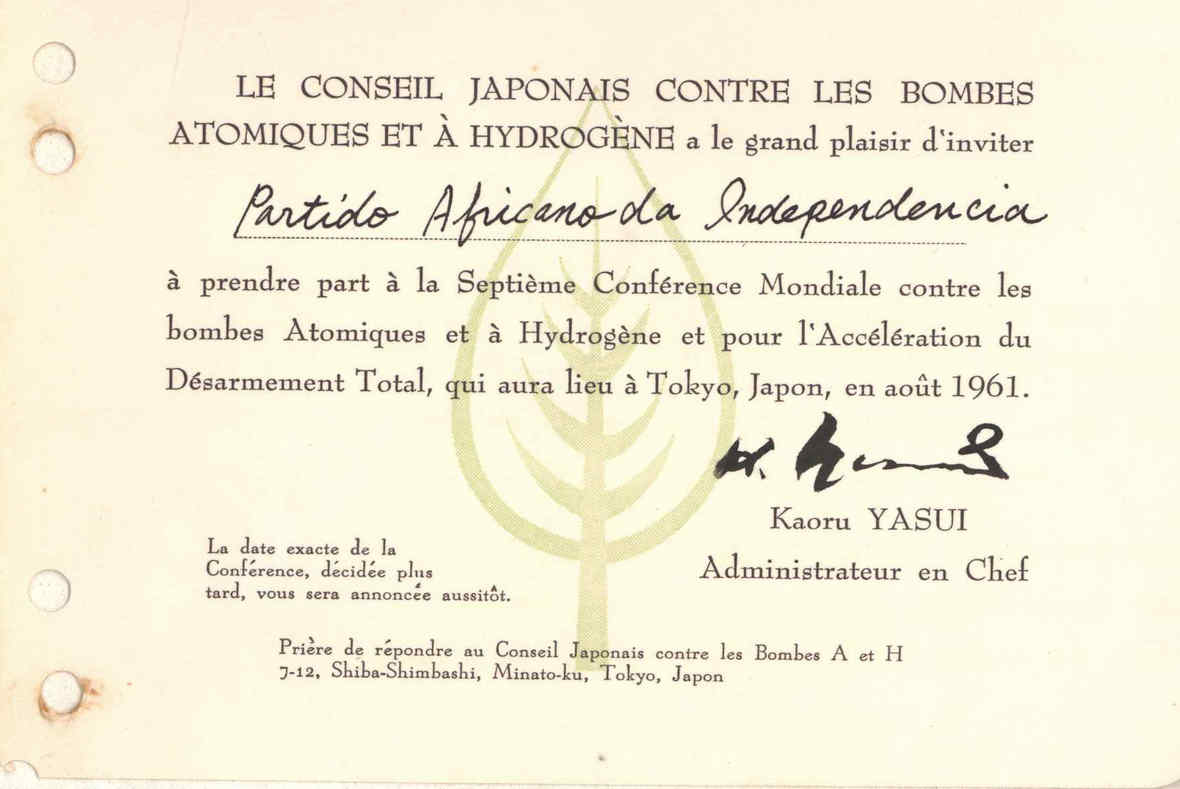 LE CONSEIL JAPONAIS CONTRE LES BOMBES
ATOMIQUES ET À HYDROGÈNE a le grand plaisir d'inviter
Partido Africano da Independencia
à prendre part à la Septième Conférence Mondiale contre les
bombes Atomiques et à Hydrogène et pour l'Accélération du
Désarmement Total, qui aura lieu à Tokyo, Japon, en août 1961.
Kaoru YASUI
Administrateur en Chef
La date exacte de la
Conférence, décidée plus
tard, vous sera annoncée aussitôt.
Prière de répondre au Conseil Japonais contre les Bombes A et H
7-12, Shiba-Shimbashi, Minato-ku, Tokyo, Japon